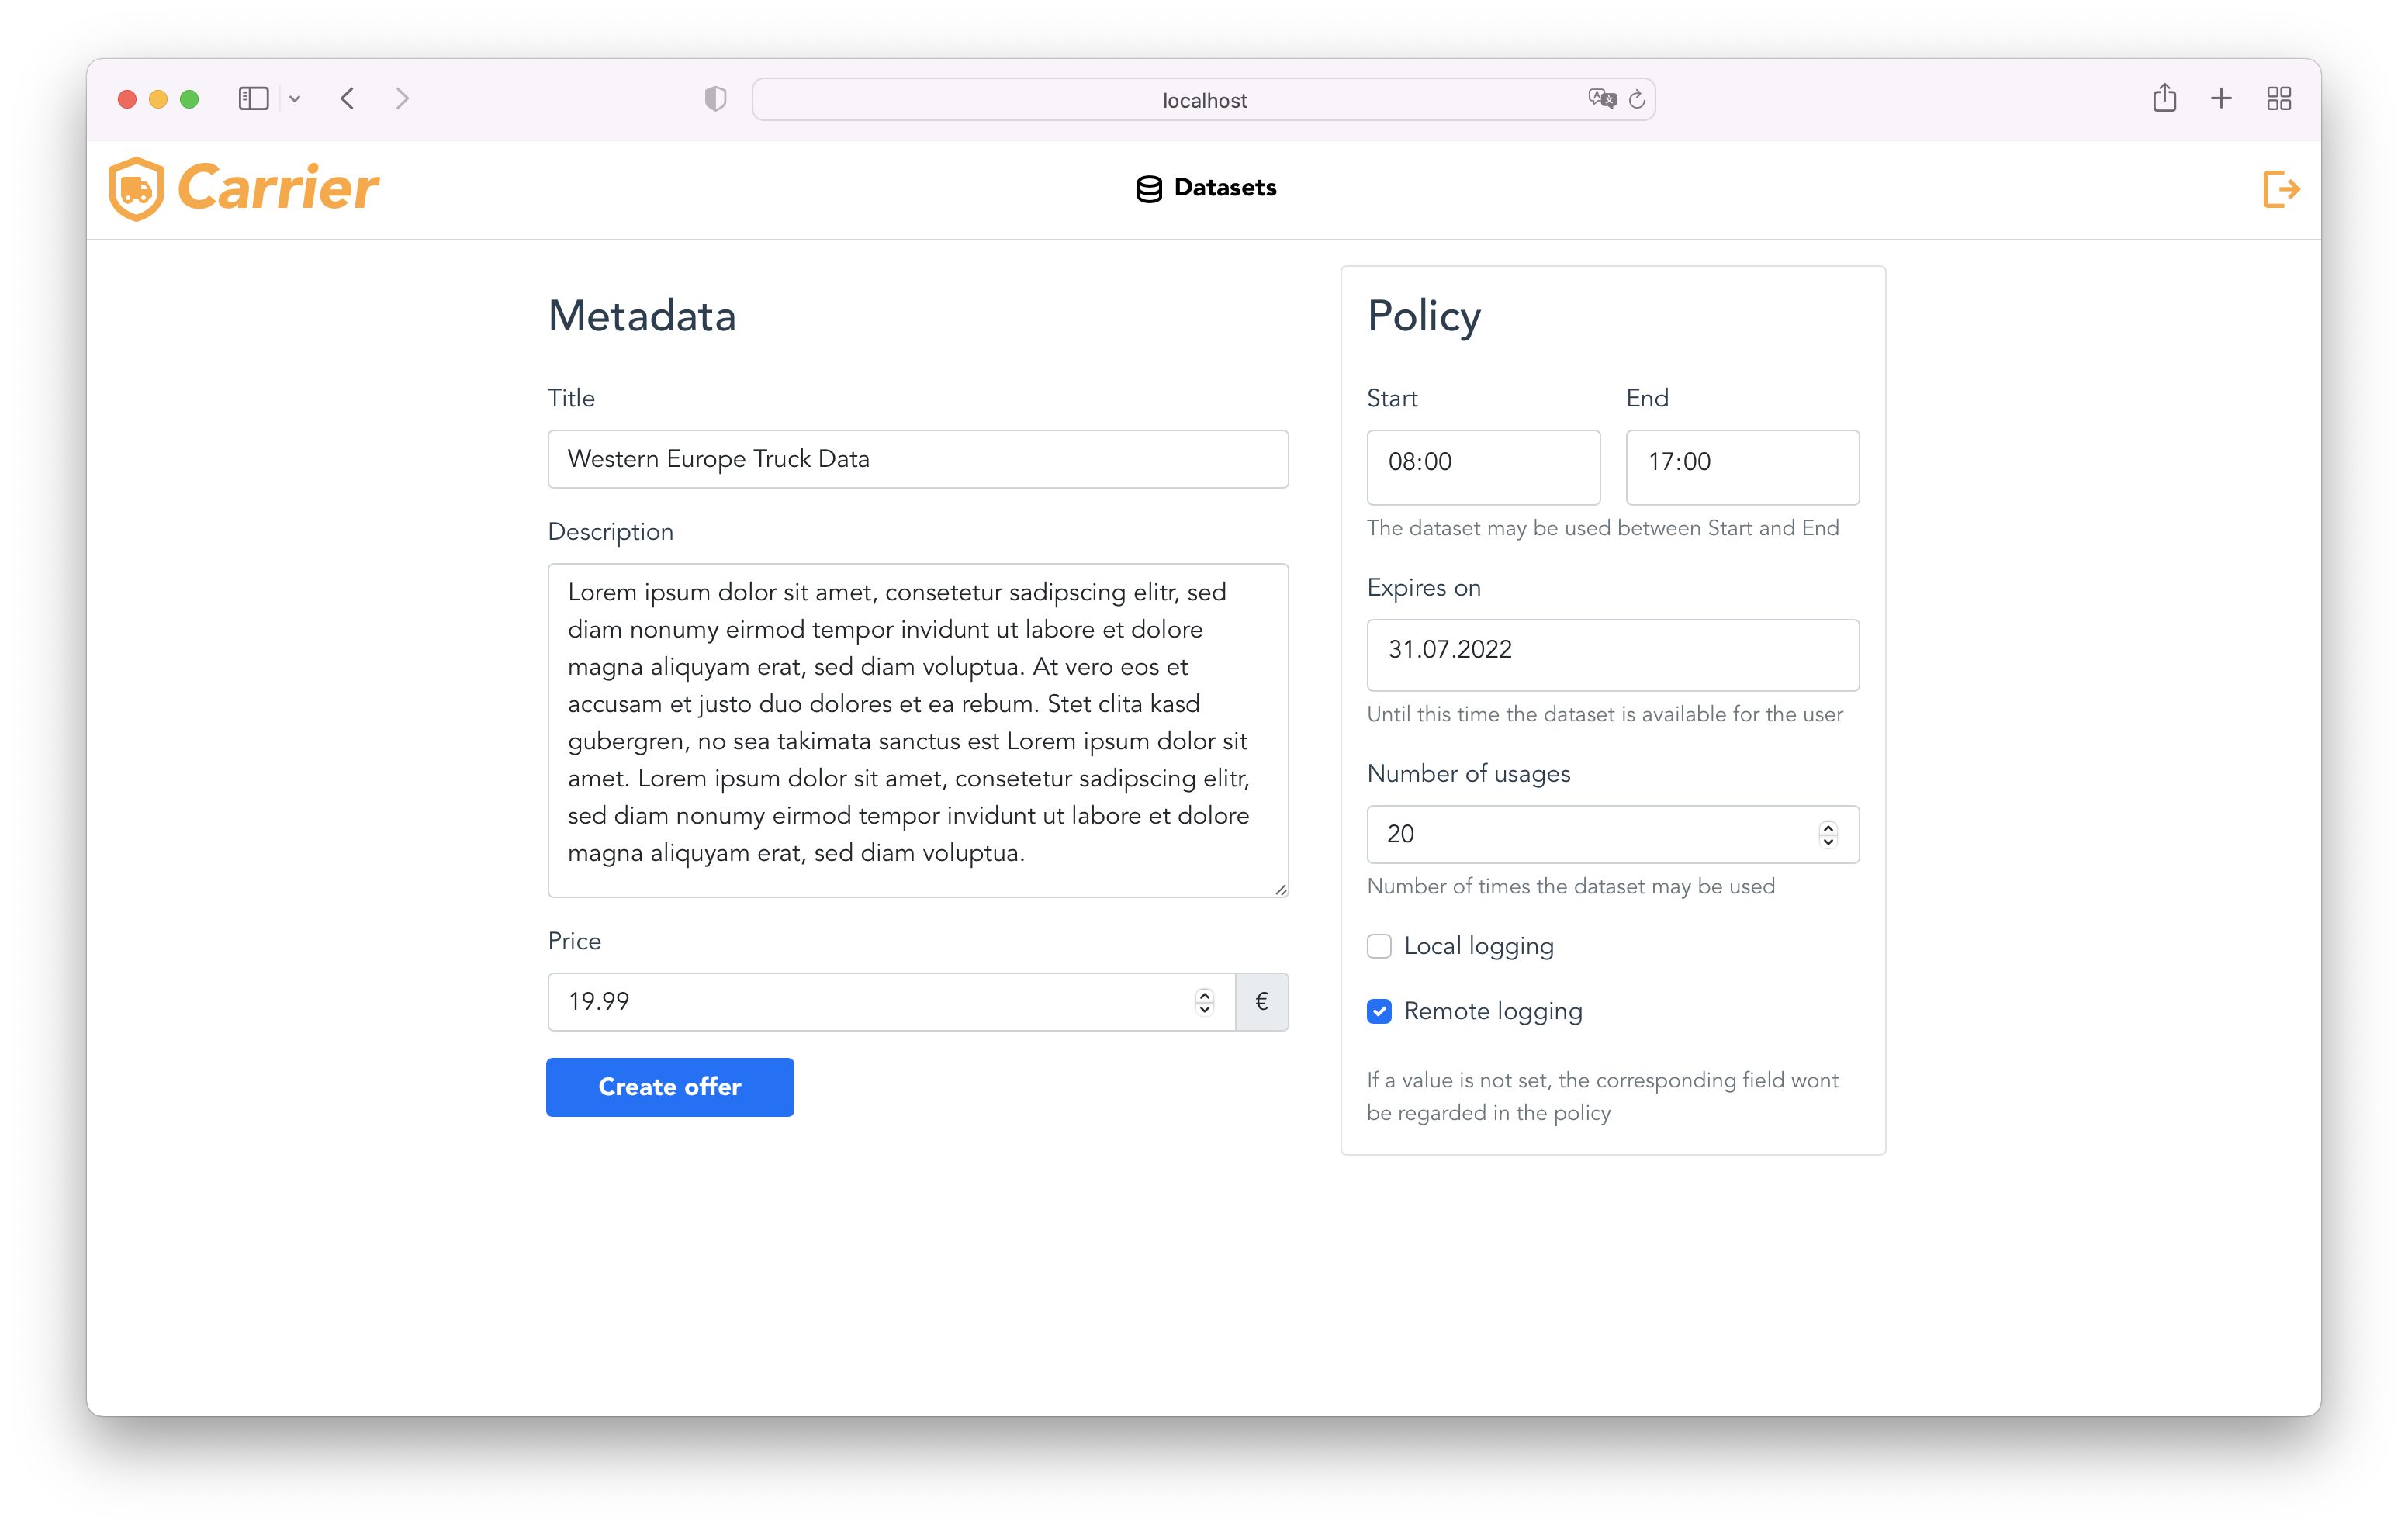 localhost
Carrier
Datasets
Metadata
Title
Western Europe Truck Data
Description
Lorem ipsum dolor sit amet, consetetur sadipscing elitr, sed
diam nonumy eirmod tempor invidunt ut labore et dolore
magna aliquyam erat, sed diam voluptua. At vero eos et
accusam et justo duo dolores et ea rebum. Stet clita kasd
gubergren, no sea takimata sanctus est Lorem ipsum dolor sit
amet. Lorem ipsum dolor sit amet, consetetur sadipscing elitr,
sed diam nonumy eirmod tempor invidunt ut labore et dolore
magna aliquyam erat, sed diam voluptua.
Price
19.99 €
Create offer
Policy
Start End
08:00 17:00
The dataset may be used between Start and End
Expires on
31.07.2022
Until this time the dataset is available for the user
Number of usages
20
Number of times the dataset may be used
Local logging
Remote logging
If a value is not set, the corresponding field wont
be regarded in the policy